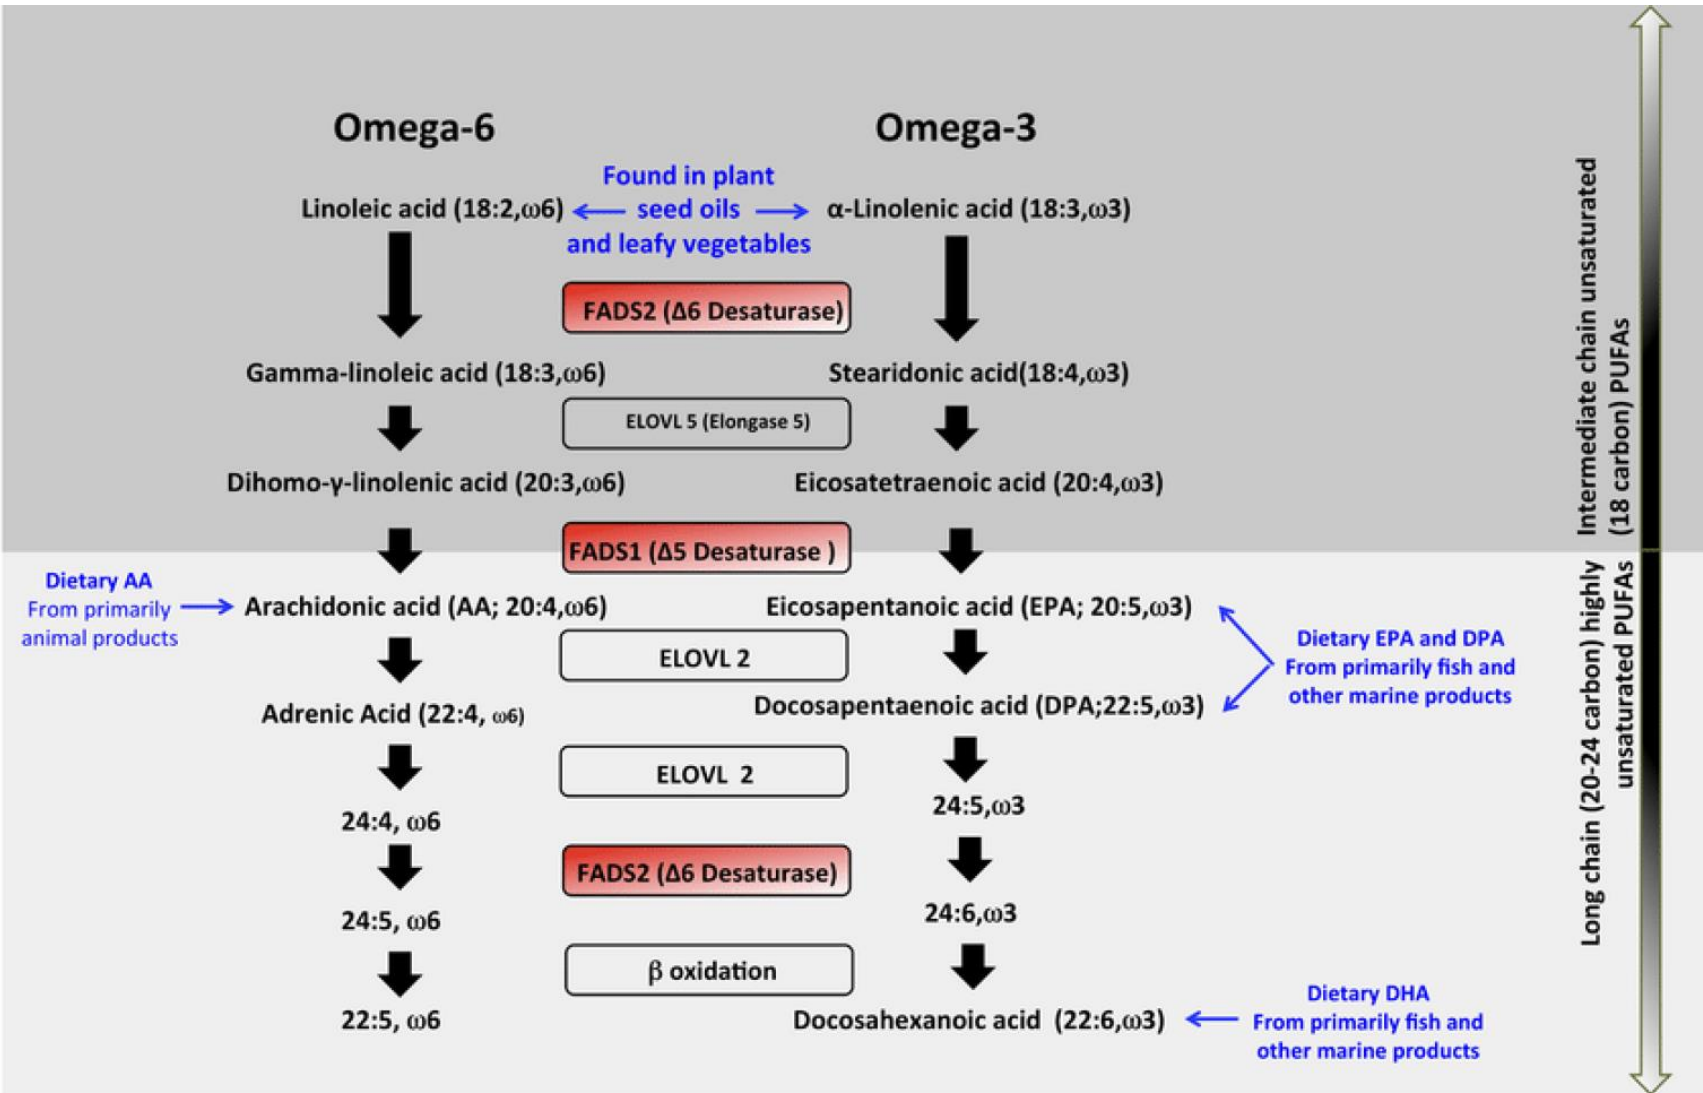 Omega-6
Omega-3
Found in plant
seed oils
and leafy vegetables
Linoleic acid (18:2,ω6)
α-Linolenic acid (18:3,ω3)
FADS2 (Δ6 Desaturase)
Gamma-linoleic acid (18:3,ω6)
Stearidonic acid(18:4,ω3)
ELOVL 5 (Elongase 5)
Dihomo-γ-linolenic acid (20:3,ω6)
Eicosatetraenoic acid (20:4,ω3)
FADS1 (Δ5 Desaturase )
Dietary AA
From primarily
animal products
Arachidonic acid (AA; 20:4,ω6)
Eicosapentanoic acid (EPA; 20:5,ω3)
ELOVL 2
Dietary EPA and DPA
From primarily fish and
other marine products
Adrenic Acid (22:4, ω6)
Docosapentaenoic acid (DPA;22:5,ω3)
ELOVL  2
24:4, ω6
24:5,ω3
FADS2 (Δ6 Desaturase)
24:5, ω6
24:6,ω3
β oxidation
22:5, ω6
Docosahexanoic acid  (22:6,ω3)
Dietary DHA
From primarily fish and
other marine products
Intermediate chain unsaturated
(18 carbon) PUFAs
Long chain (20-24 carbon) highly
unsaturated PUFAs